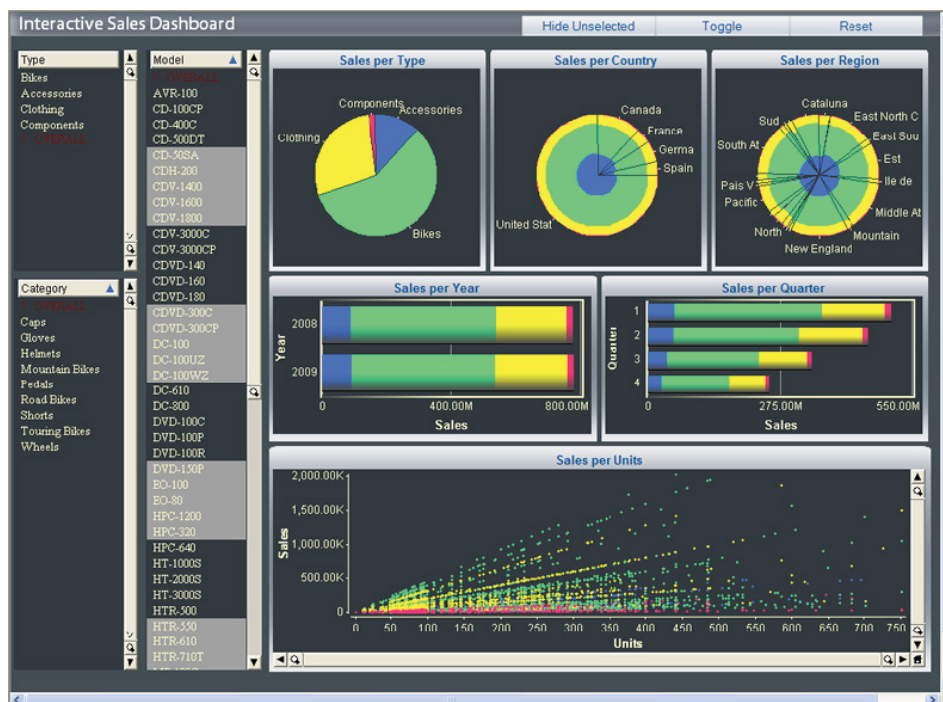 Interactive Sales Dashboard
Hide Unselected
Toggle
Reset
Type
Bikes
Accessories
Clothing
Components
OVERALL
Category
OVERALL
Caps
Gloves
Helmets
Mountain Bikes
Pedals
Road Bikes
Shorts
Touring Bikes
Wheels
Model
OVERALL
AVR-100
CD-100CP
CD-400C
CD-500DT
CD-50SA
CDH-200
CDV-1400
CDV-1600
CDV-1800
CDV-3000C
CDV-3000CP
CDVD-140
CDVD-160
CDVD-180
CDVD-300C
CDVD-300CP
DC-100
DC-100UZ
DC-100WZ
DC-610
DC-800
DVD-100C
DVD-100P
DVD-100R
DVD-150P
EO-100
EO-80
HPC-1200
HPC-320
HPC-640
HT-1000S
HT-2000S
HT-3000S
HTR-500
HTR-550
HTR-610
HTR-710T
Sales per Type
Components
Accessories
Clothing
Bikes
Sales per Country
Canada
France
Germa
Spain
United Stat
Sales per Region
Cataluna
Sud
East North C
East Sou
South At
Est
Ile de
Pais V
Pacific
Middle At
North
Mountain
New England
Sales per Year
Year
2008
2009
0
400.00M
800.00M
Sales
Sales per Quarter
Quarter
1
2
3
4
0
275.00M
550.00M
Sales
Sales per Units
Sales
2,000.00K
1,500.00K
1,000.00K
500.00K
0
0 50 100 150 200 250 300 350 400 450 500 550 600 650 700 750
Units